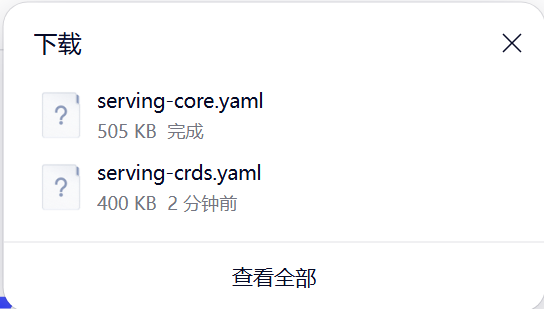 下载
serving-core.yaml
505 KB 完成
serving-crds.yaml
400 KB 2 分钟前
查看全部